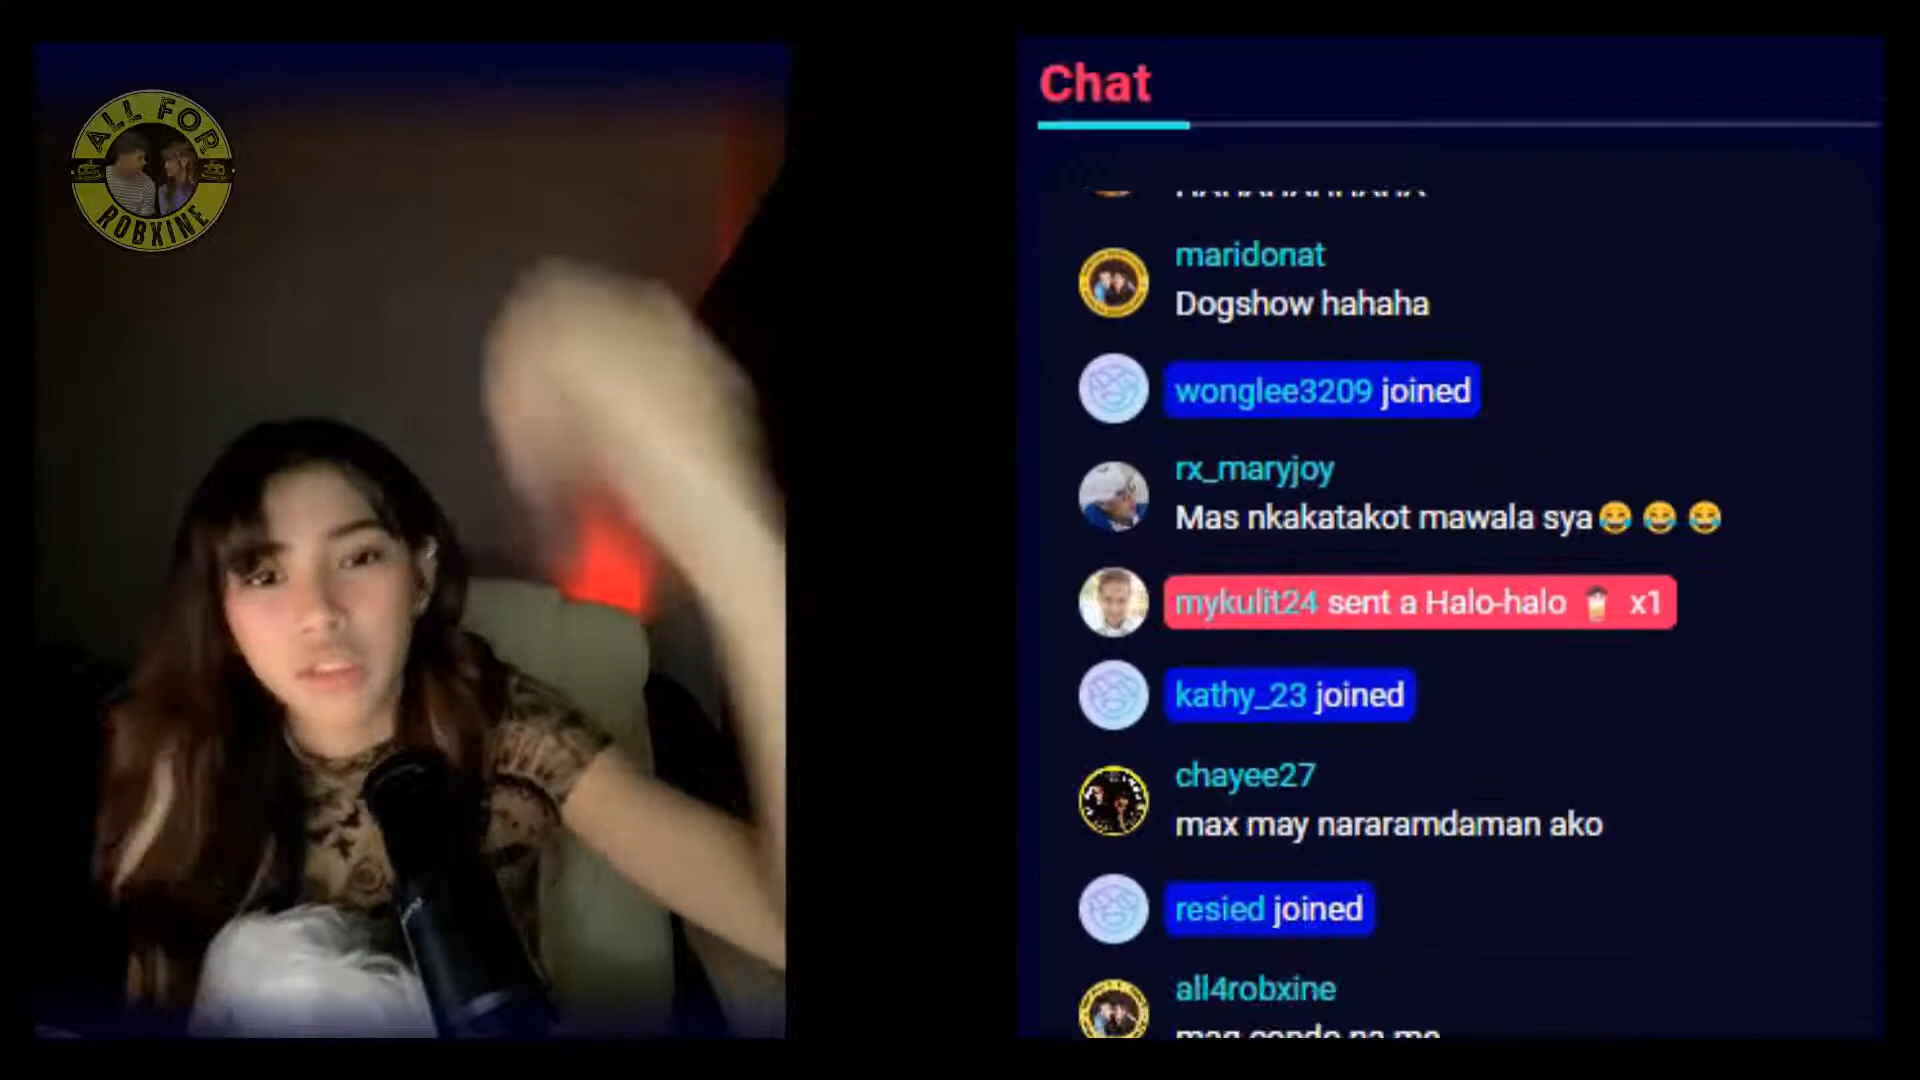 ALL FOR
ROBXINE
Chat
maridonat
Dogshow hahaha
wonglee3209 joined
rx_maryjoy
Mas nkakatakot mawala sya😂 😂 😂
mykulit24 sent a Halo-halo 🧋 x1
kathy_23 joined
chayee27
max may nararamdaman ako
resied joined
all4robxine